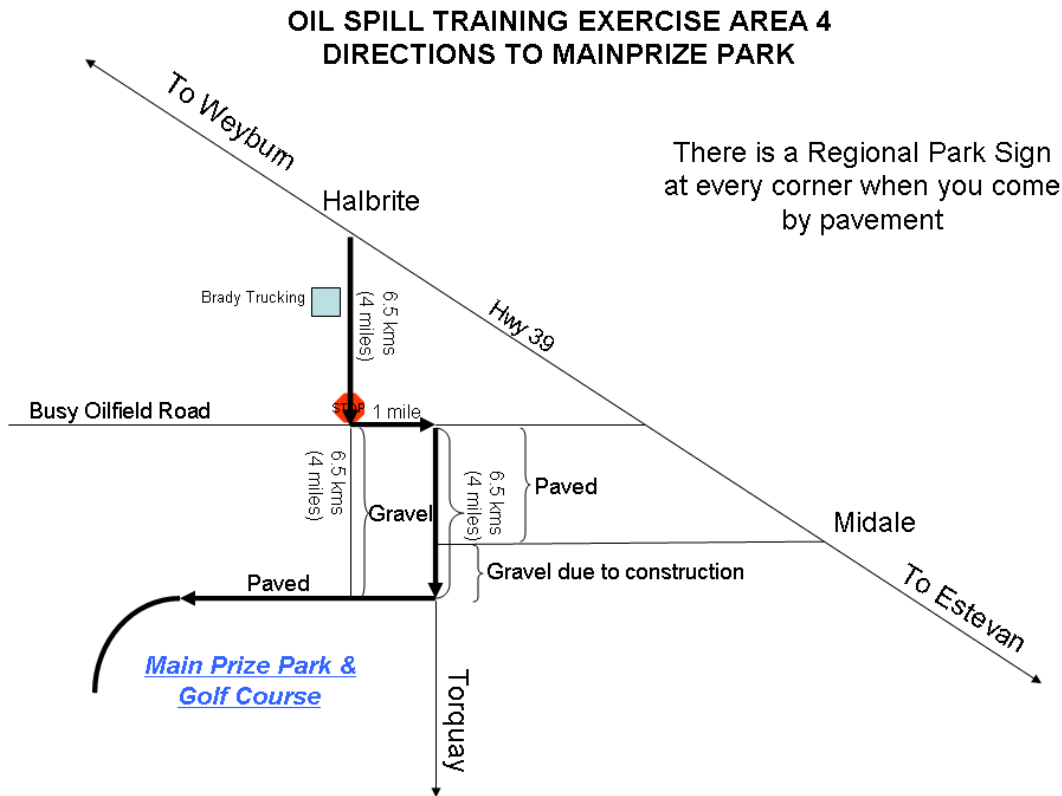 OIL SPILL TRAINING EXERCISE AREA 4
DIRECTIONS TO MAINPRIZE PARK
To Weyburn
There is a Regional Park Sign
at every corner when you come
by pavement
Halbrite
Brady Trucking
6.5 kms
(4 miles)
Hwy 39
STOP
Busy Oilfield Road
1 mile
6.5 kms
(4 miles)
Gravel
6.5 kms
(4 miles)
Paved
Midale
Gravel due to construction
Paved
To Estevan
Main Prize Park &
Golf Course
Torquay